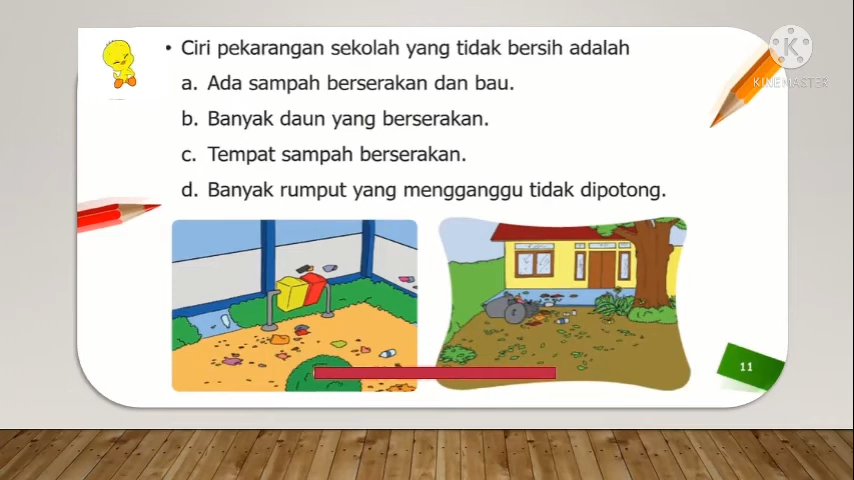 • Ciri pekarangan sekolah yang tidak bersih adalah
a. Ada sampah berserakan dan bau.
b. Banyak daun yang berserakan.
c. Tempat sampah berserakan.
d. Banyak rumput yang mengganggu tidak dipotong.
K
KINEMASTER
11